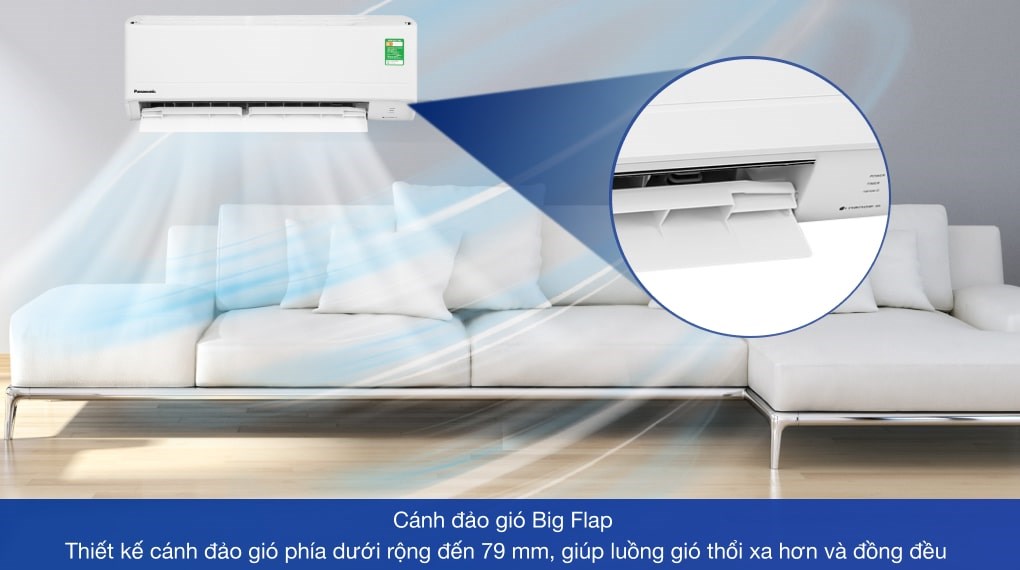 Panasonic
Cánh đảo gió Big Flap
Thiết kế cánh đảo gió phía dưới rộng đến 79 mm, giúp luồng gió thổi xa hơn và đồng đều